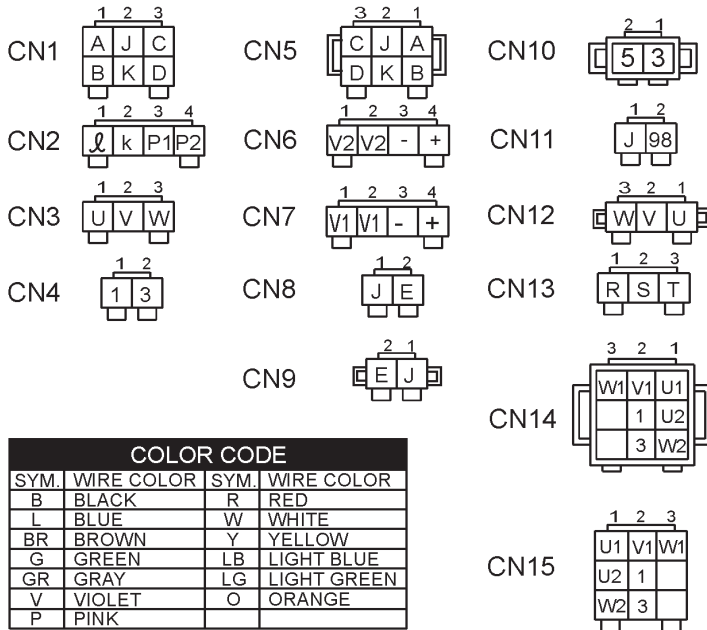 CN1
1 2 3
A J C
B K D
CN2
1 2 3 4
ℓ k P1 P2
CN3
1 2 3
U V W
CN4
1 2
1 3
CN5
3 2 1
C J A
D K B
CN6
1 2 3 4
V2 V2 - +
CN7
1 2 3 4
V1 V1 - +
CN8
1 2
J E
CN9
2 1
E J
CN10
2 1
5 3
CN11
1 2
J 98
CN12
3 2 1
W V U
CN13
1 2 3
R S T
CN14
3 2 1
W1 V1 U1
1 U2
3 W2
CN15
1 2 3
U1 V1 W1
U2 1
W2 3
COLOR CODE
SYM. WIRE COLOR SYM. WIRE COLOR
B BLACK R RED
L BLUE W WHITE
BR BROWN Y YELLOW
G GREEN LB LIGHT BLUE
GR GRAY LG LIGHT GREEN
V VIOLET O ORANGE
P PINK